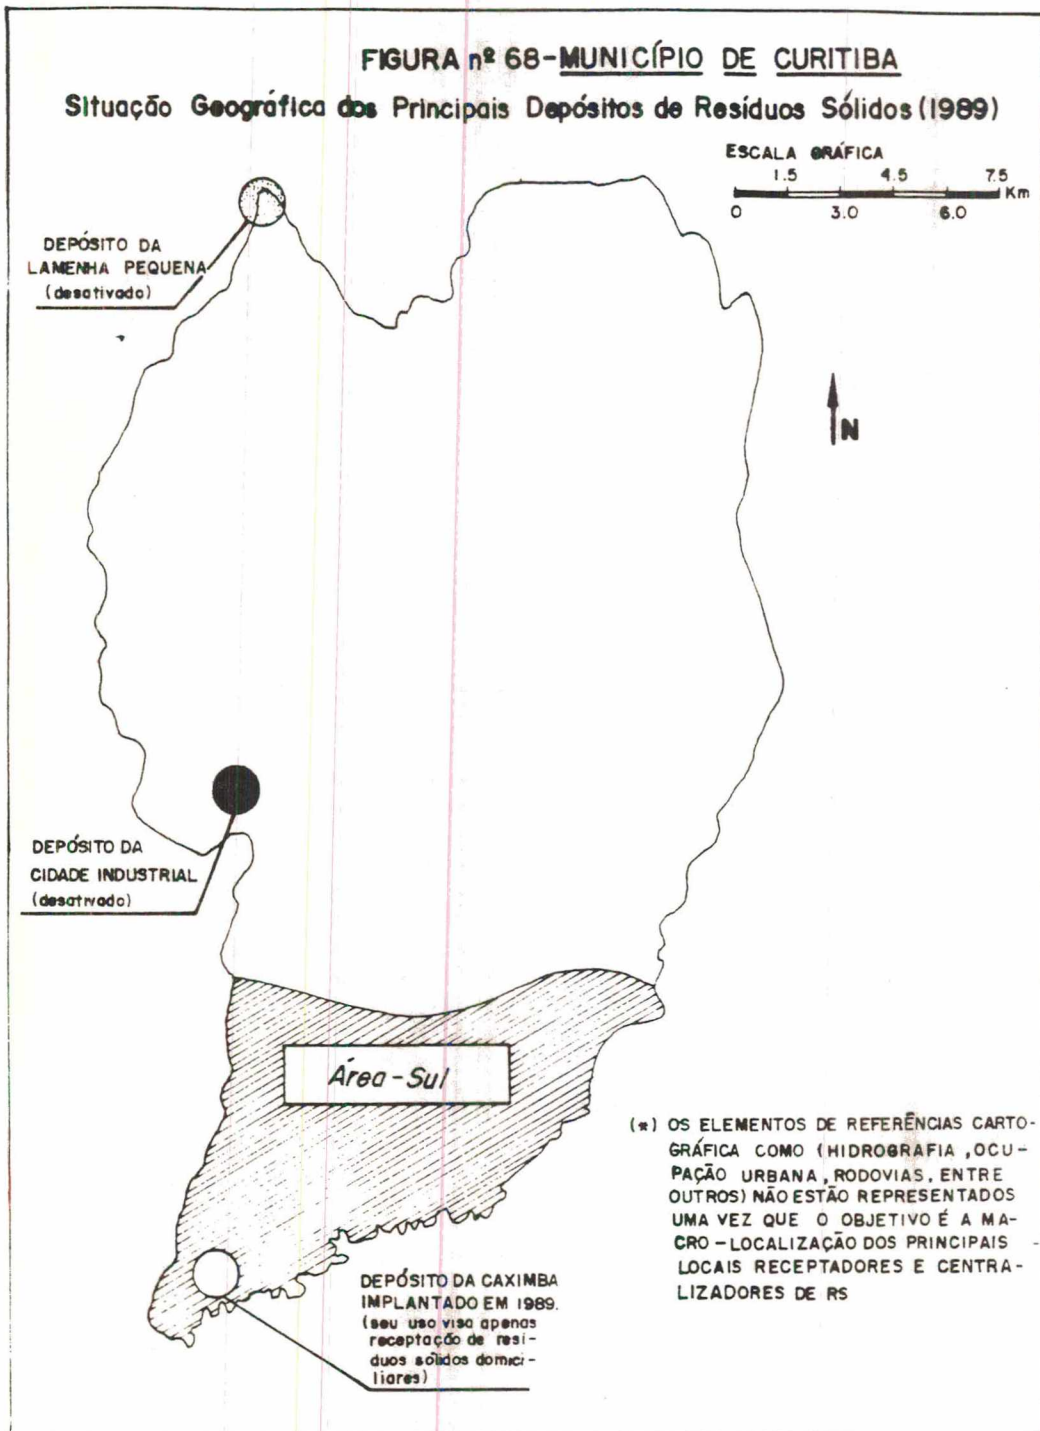 FIGURA nº 68-MUNICÍPIO DE CURITIBA
Situação Geográfica dos Principais Depósitos de Resíduos Sólidos (1989)
ESCALA GRÁFICA
1.5 4.5 7.5
Km
0 3.0 6.0
DEPÓSITO DA
LAMENHA PEQUENA
(desativado)
N
DEPÓSITO DA
CIDADE INDUSTRIAL
(desativado)
Área-Sul
(*) OS ELEMENTOS DE REFERÊNCIAS CARTO-
GRÁFICA COMO (HIDROGRAFIA, OCU-
PAÇÃO URBANA, RODOVIAS, ENTRE
OUTROS) NÃO ESTÃO REPRESENTADOS
UMA VEZ QUE O OBJETIVO É A MA-
CRO-LOCALIZAÇÃO DOS PRINCIPAIS
LOCAIS RECEPTADORES E CENTRA-
LIZADORES DE RS
DEPÓSITO DA CAXIMBA
IMPLANTADO EM 1989.
(seu uso visa apenas
receptação de resí-
duos sólidos domici-
liares)